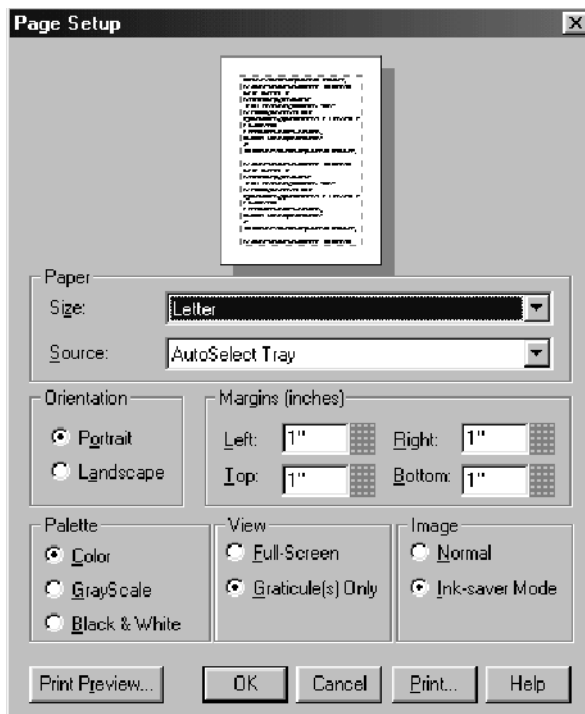 Page Setup
Paper
Size: Letter
Source: AutoSelect Tray
Orientation
Portrait
Landscape
Margins (inches)
Left: 1" Right: 1"
Top: 1" Bottom: 1"
Palette
Color
GrayScale
Black & White
View
Full-Screen
Graticule(s) Only
Image
Normal
Ink-saver Mode
Print Preview... OK Cancel Print... Help